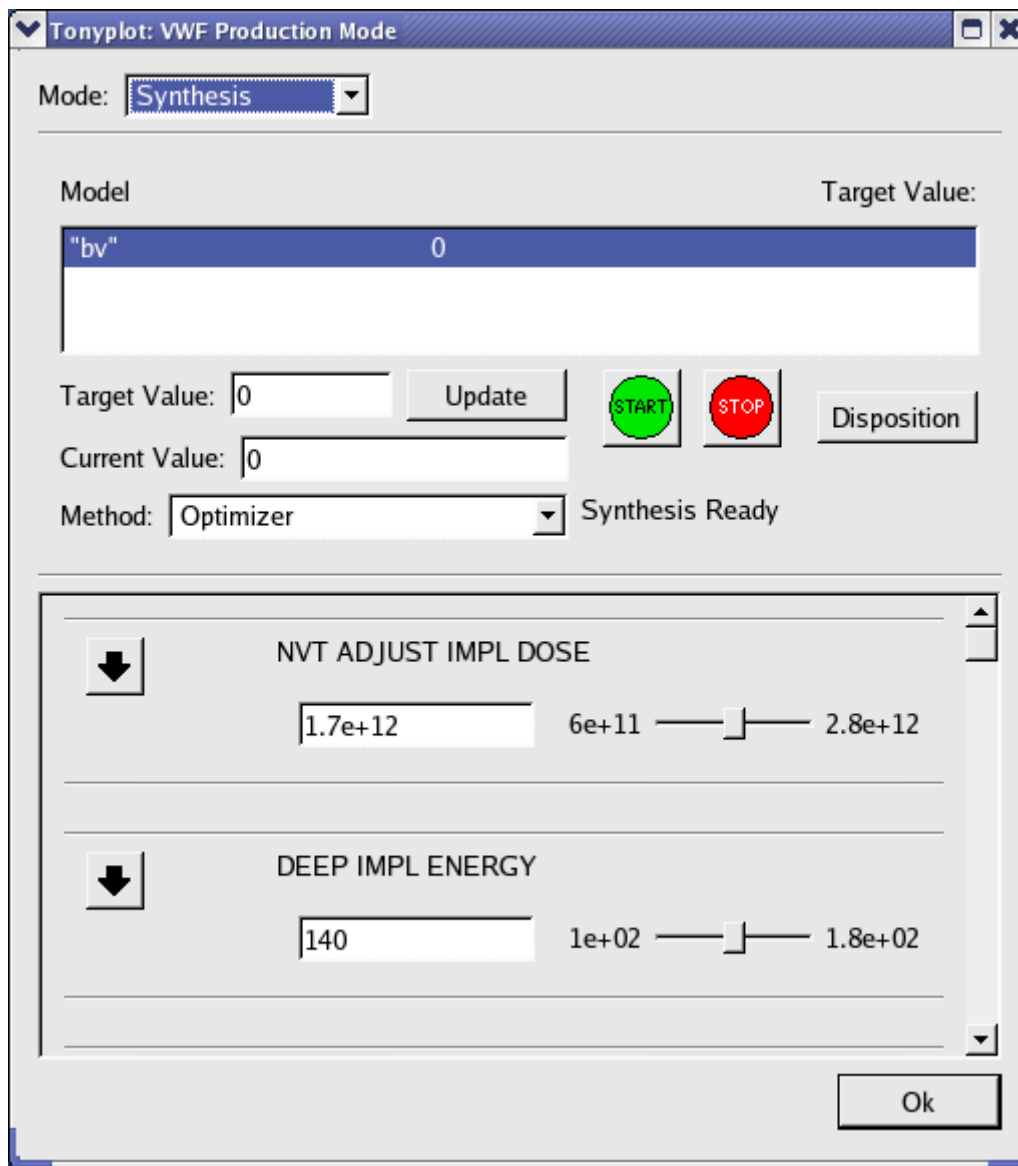 Tonyplot: VWF Production Mode
Mode: Synthesis
Model Target Value:
"bv" 0
Target Value: 0 Update START STOP Disposition
Current Value: 0
Method: Optimizer Synthesis Ready
NVT ADJUST IMPL DOSE
1.7e+12 6e+11 2.8e+12
DEEP IMPL ENERGY
140 1e+02 1.8e+02
Ok